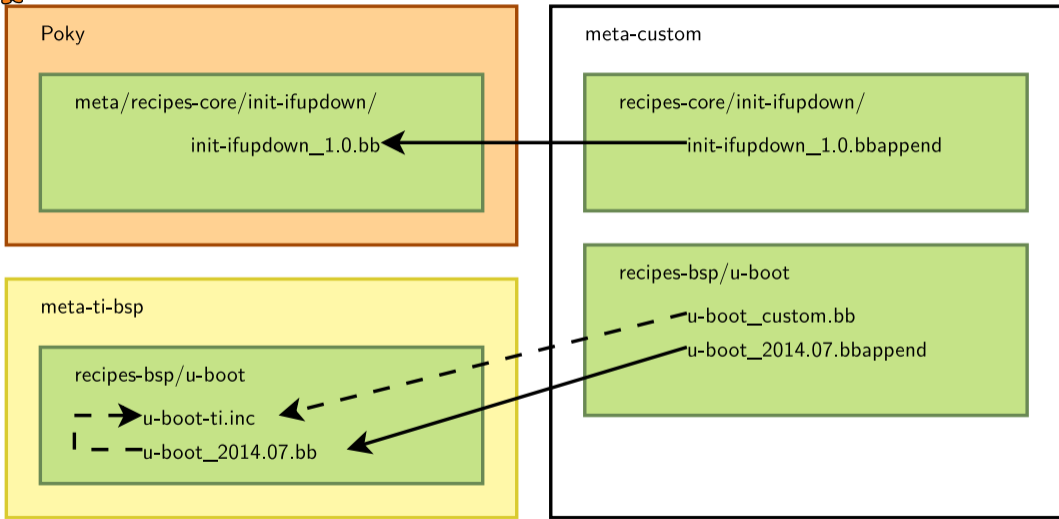 Poky
meta/recipes-core/init-ifupdown/
init-ifupdown_1.0.bb
meta-custom
recipes-core/init-ifupdown/
init-ifupdown_1.0.bbappend
recipes-bsp/u-boot
u-boot_custom.bb
u-boot_2014.07.bbappend
meta-ti-bsp
recipes-bsp/u-boot
u-boot-ti.inc
u-boot_2014.07.bb